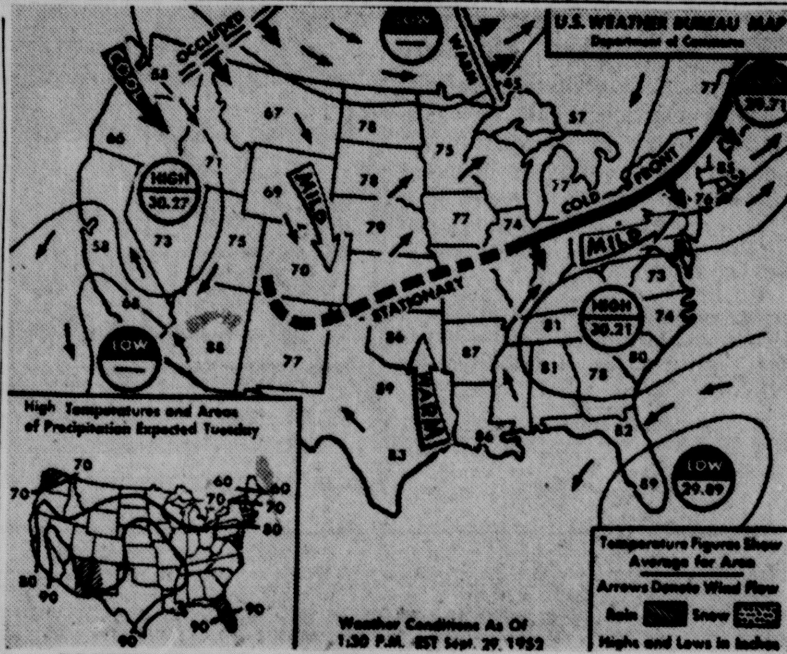 U.S. WEATHER BUREAU MAP
Department of Commerce
LOW
OCCLUDED
WARM
COOL
65
57
77
29.71
66
71
67
78
75
77
HIGH
30.27
69
MILD
78
COLD FRONT
76
58
73
75
70
79
77
74
MILD
73
STATIONARY
HIGH
30.21
74
68
LOW
88
77
86
87
81
81
78
80
WARM
89
83
86
82
89
LOW
29.89
High Temperatures and Areas
of Precipitation Expected Tuesday
70
70
60
70
60
70
80
80
90
90
90
90
Weather Conditions As Of
1:30 P.M. EST Sept. 29, 1952
Temperature Figures Show
Average for Area
Arrows Denote Wind Flow
Rain Snow
Highs and Lows in Inches